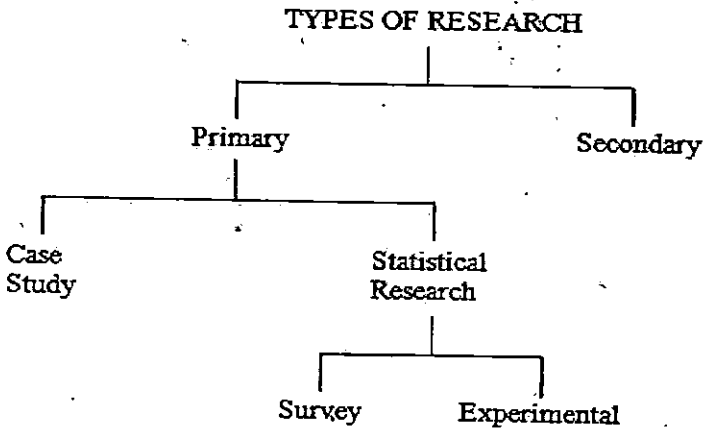 TYPES OF RESEARCH
Primary
Secondary
Case
Study
Statistical
Research
Survey
Experimental